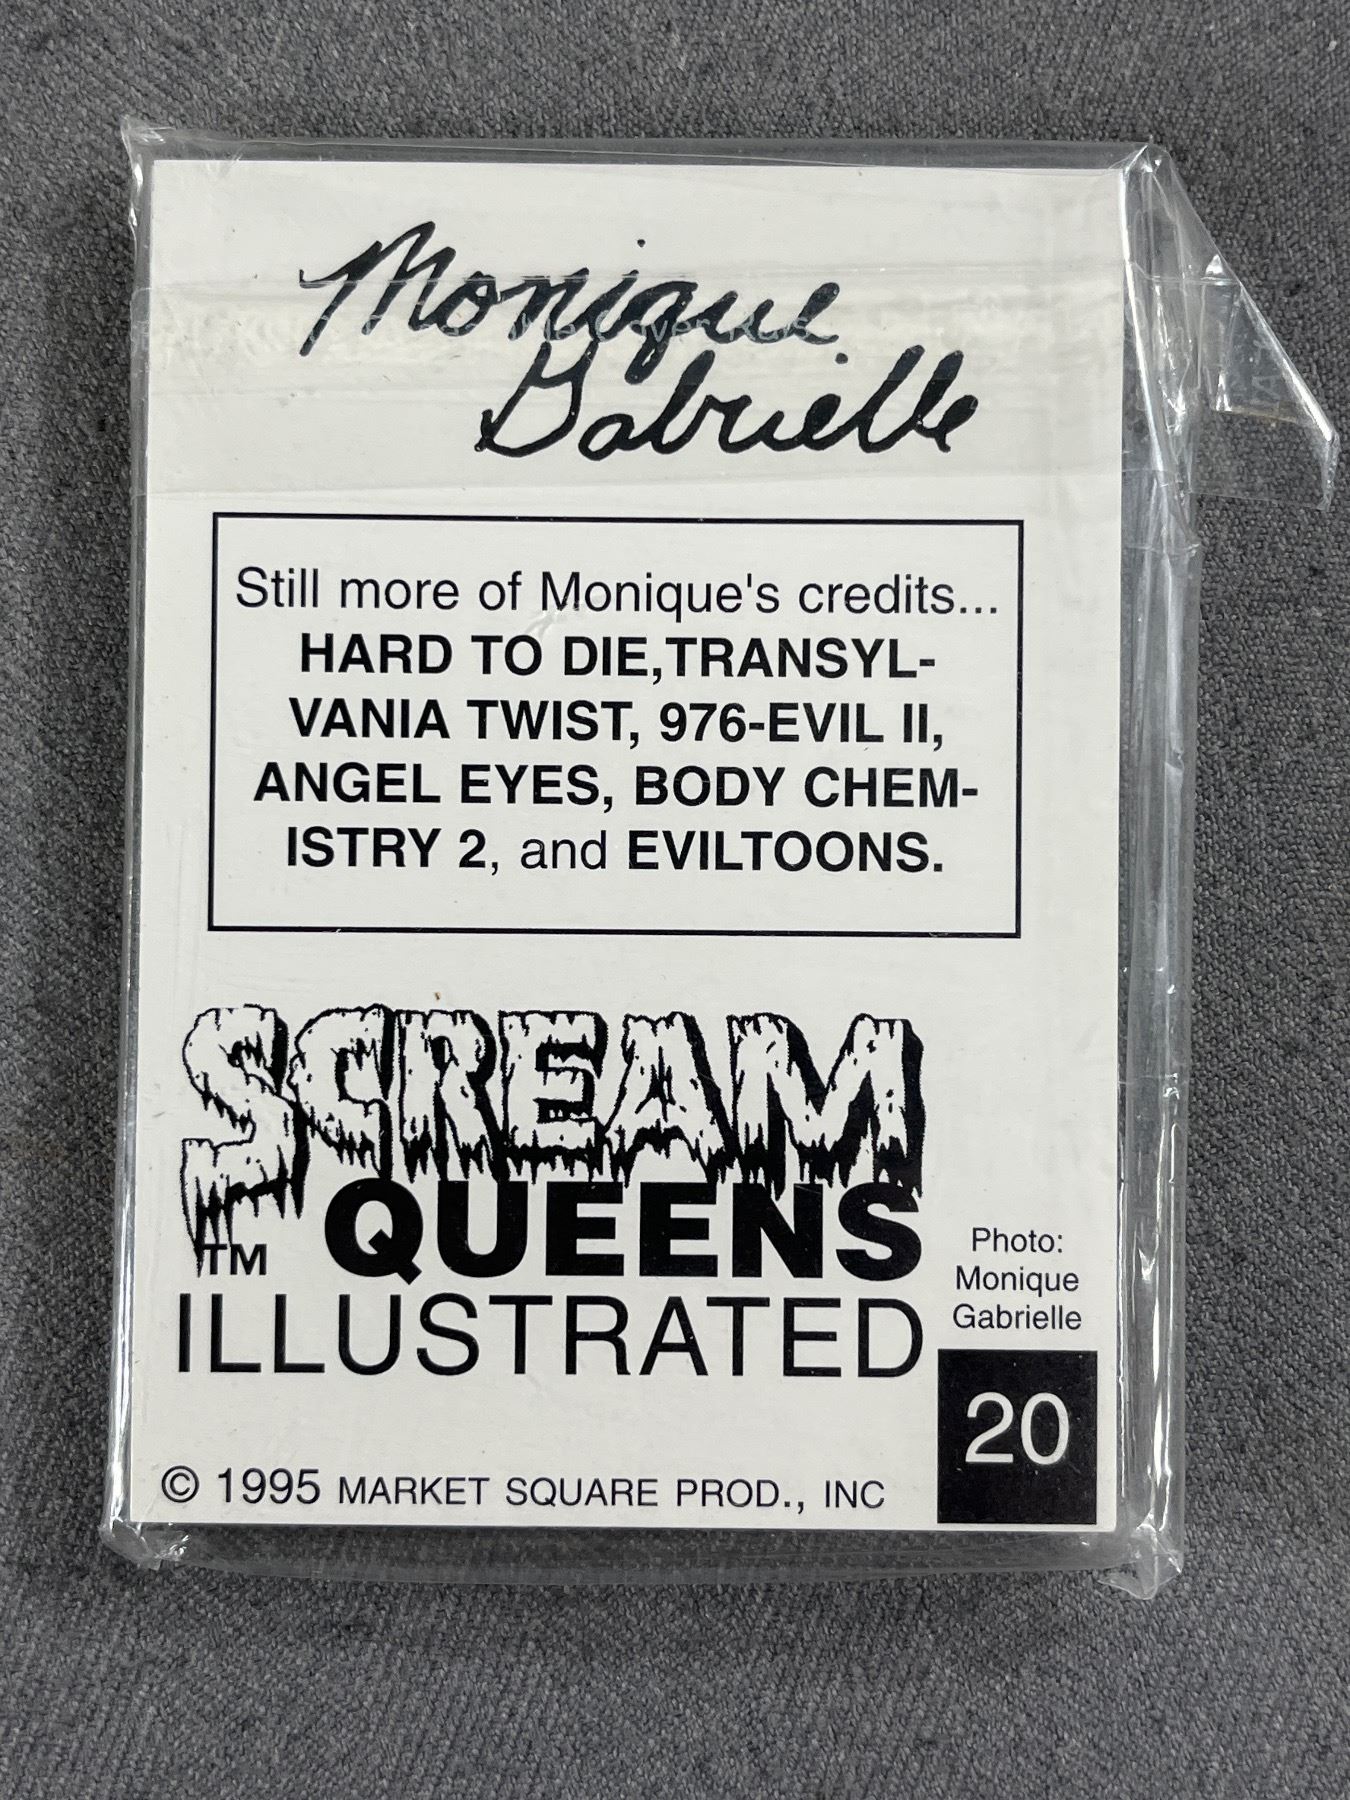 Monique
Gabrielle
Still more of Monique's credits...
HARD TO DIE,TRANSYL-
VANIA TWIST, 976-EVIL II,
ANGEL EYES, BODY CHEM-
ISTRY 2, and EVILTOONS.
SCREAM
TM QUEENS
ILLUSTRATED
Photo:
Monique
Gabrielle
20
© 1995 MARKET SQUARE PROD., INC